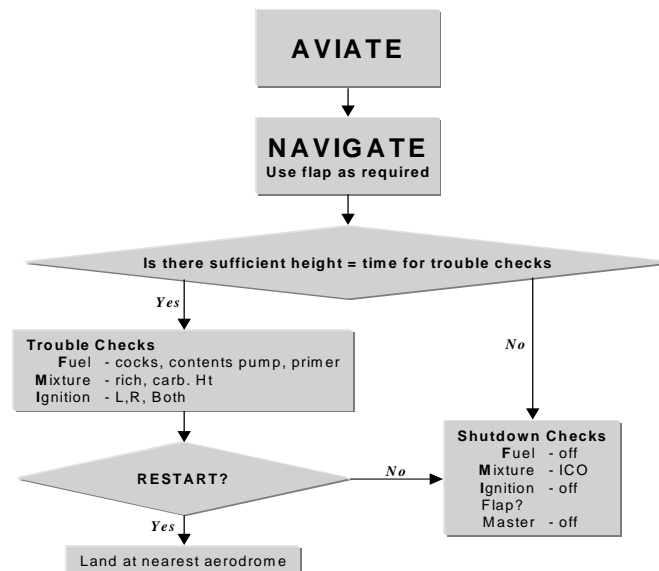 AVIATE
NAVIGATE
Use flap as required
Is there sufficient height = time for trouble checks
Yes
No
Trouble Checks
Fuel - cocks, contents pump, primer
Mixture - rich, carb. Ht
Ignition - L,R, Both
Shutdown Checks
Fuel - off
Mixture - ICO
Ignition - off
Flap?
Master - off
RESTART?
No
Yes
Land at nearest aerodrome